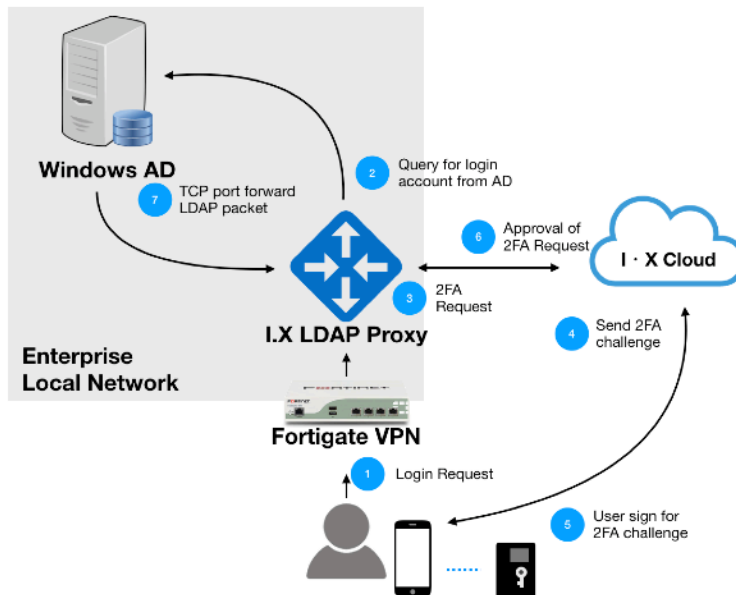 Windows AD
2
Query for login
account from AD
7
TCP port forward
LDAP packet
6
Approval of
2FA Request
I · X Cloud
3
2FA
Request
I.X LDAP Proxy
4
Send 2FA
challenge
Enterprise
Local Network
FORTINET
Fortigate VPN
1
Login Request
5
User sign for
2FA challenge